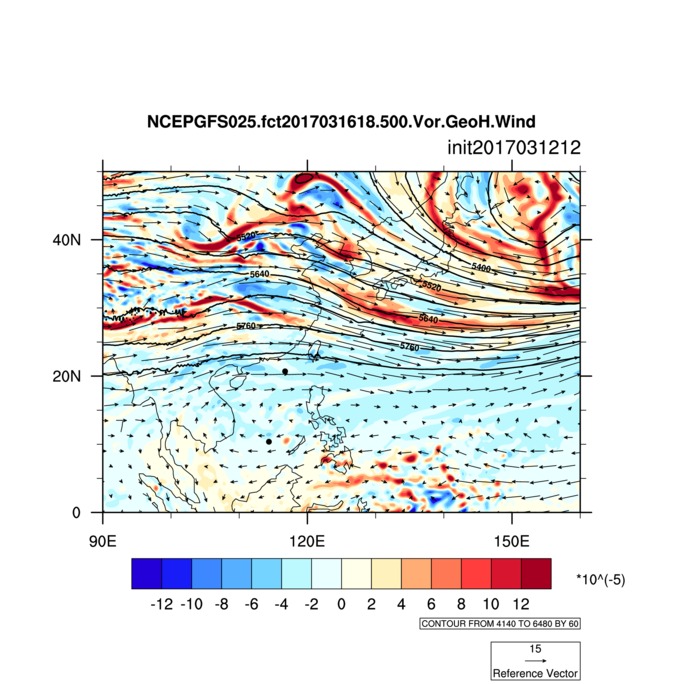 NCEPGFS025.fct2017031618.500.Vor.GeoH.Wind
init2017031212
40N
20N
0
5520
5640
5760
5400
5520
5640
5760
90E 120E 150E
-12 -10 -8 -6 -4 -2 0 2 4 6 8 10 12
*10^(-5)
CONTOUR FROM 4140 TO 6480 BY 60
15
Reference Vector